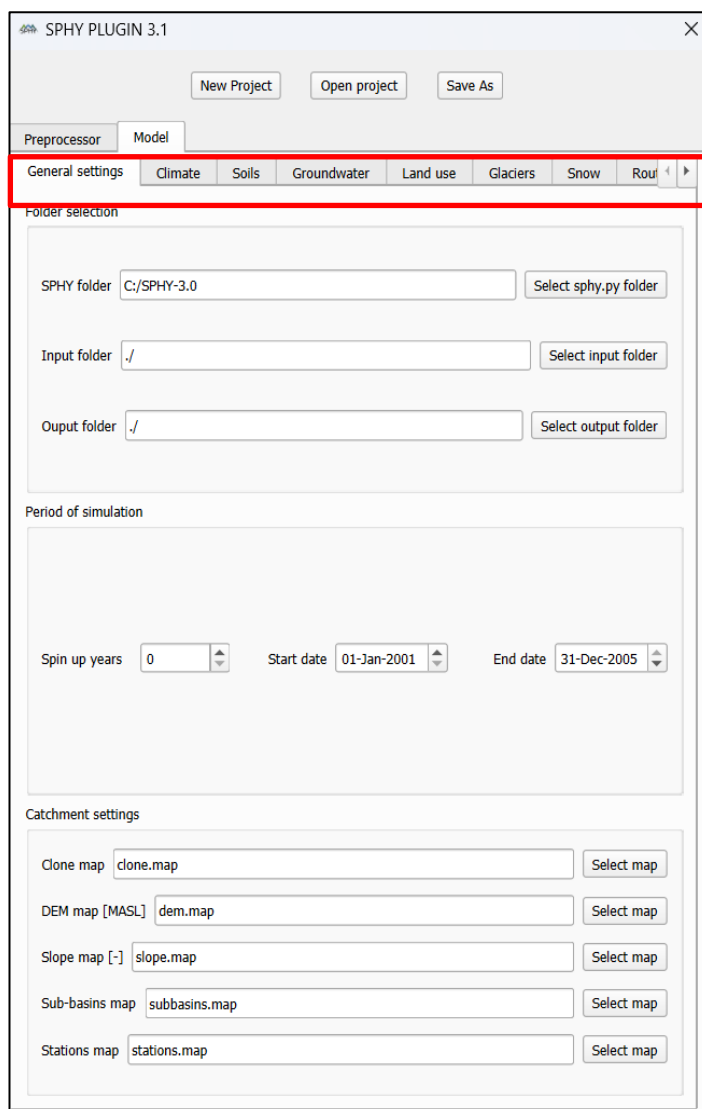 SPHY PLUGIN 3.1
New Project Open project Save As
Preprocessor Model
General settings Climate Soils Groundwater Land use Glaciers Snow Rout
Folder selection
SPHY folder C:/SPHY-3.0 Select sphy.py folder
Input folder ./ Select input folder
Ouput folder ./ Select output folder
Period of simulation
Spin up years 0 Start date 01-Jan-2001 End date 31-Dec-2005
Catchment settings
Clone map clone.map Select map
DEM map [MASL] dem.map Select map
Slope map [-] slope.map Select map
Sub-basins map subbasins.map Select map
Stations map stations.map Select map